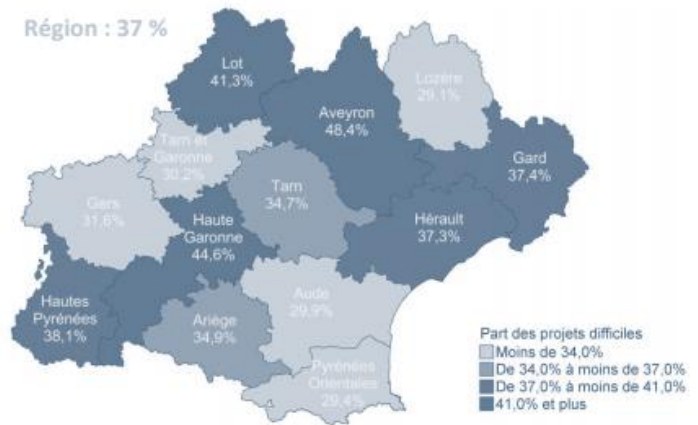 Région : 37 %
Lot
41,3%
Lozère
29,1%
Aveyron
48,4%
Tarn et
Garonne
30,2%
Gard
37,4%
Tarn
34,7%
Gers
31,6%
Haute
Garonne
44,6%
Hérault
37,3%
Hautes
Pyrénées
38,1%
Ariège
34,9%
Aude
29,9%
Pyrénées
Orientales
29,4%
Part des projets difficiles
Moins de 34,0%
De 34,0% à moins de 37,0%
De 37,0% à moins de 41,0%
41,0% et plus